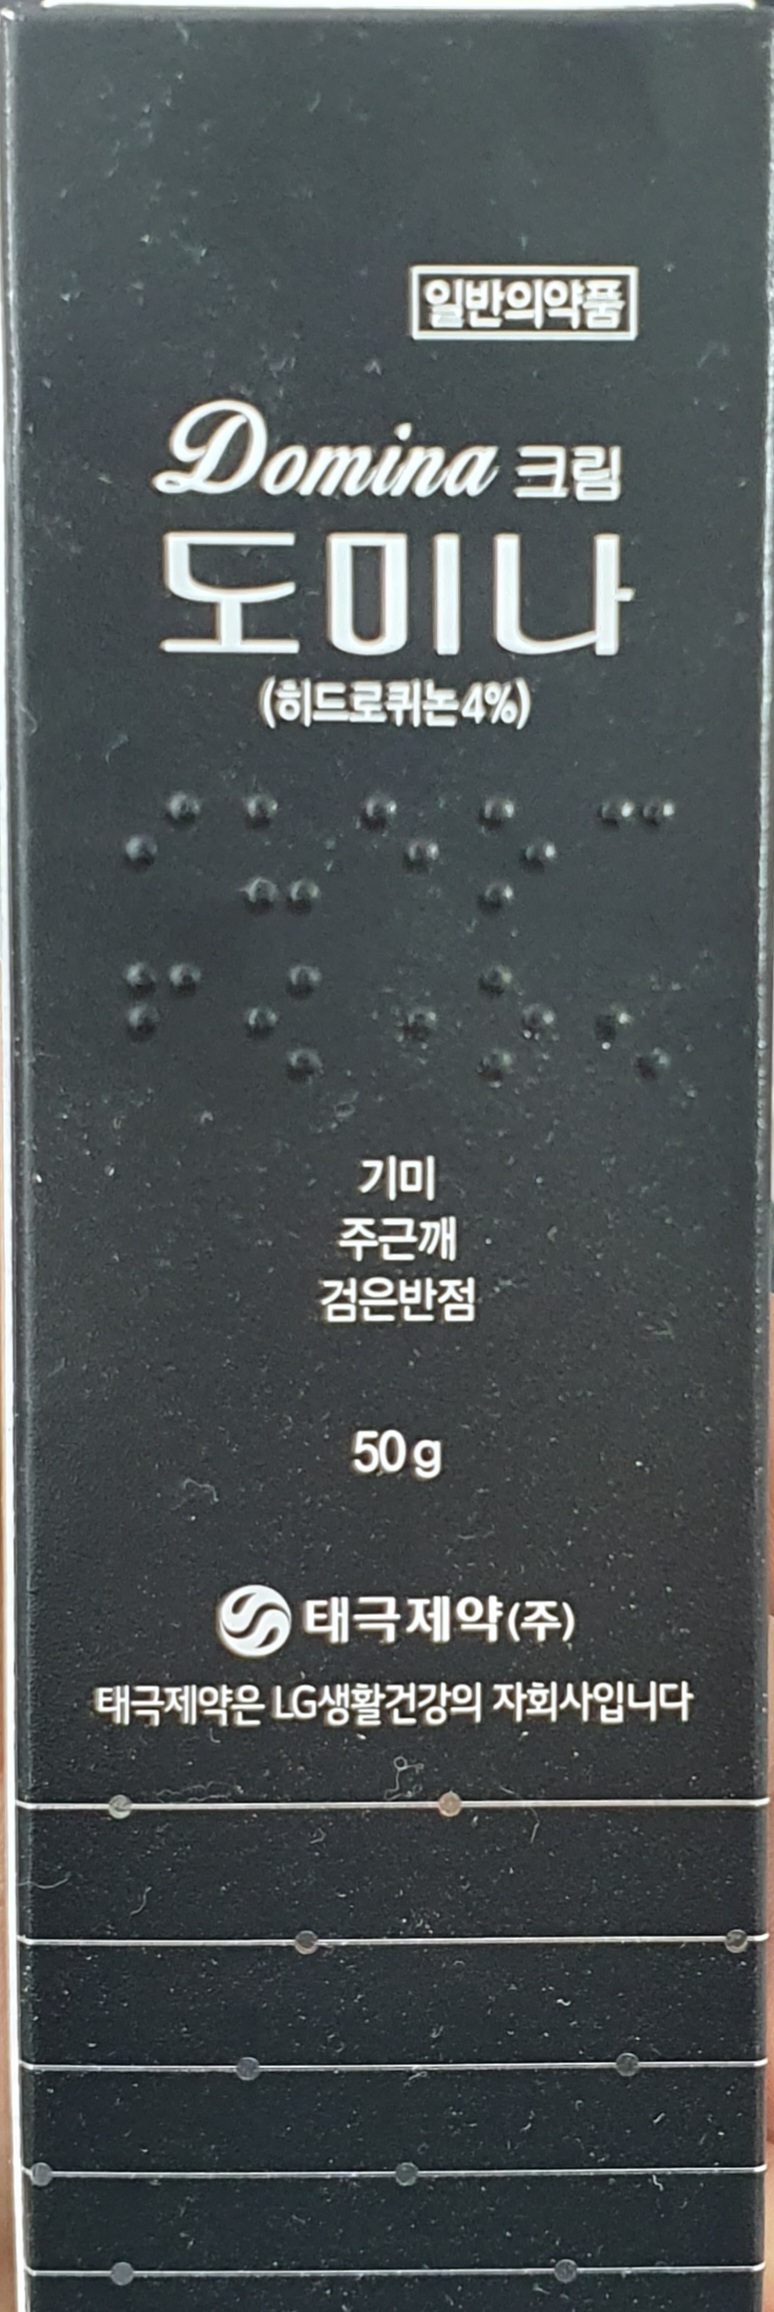 일반의약품
Domina 크림
도미나
(히드로퀴논4%)
⠊⠥⠑⠕⠉
⠋⠪⠐⠕⠢
기미
주근깨
검은반점
50g
태극제약(주)
태극제약은 LG생활건강의 자회사입니다